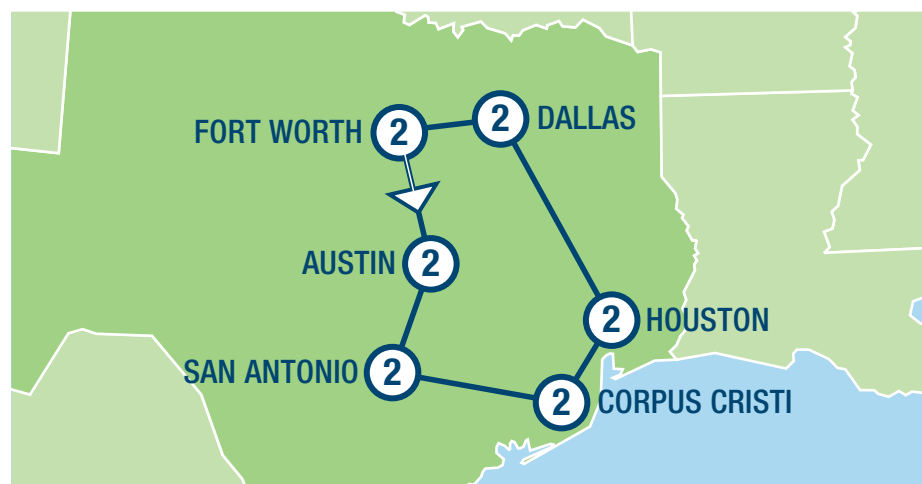 FORT WORTH 2
2 DALLAS
AUSTIN 2
2 HOUSTON
SAN ANTONIO 2
2 CORPUS CRISTI